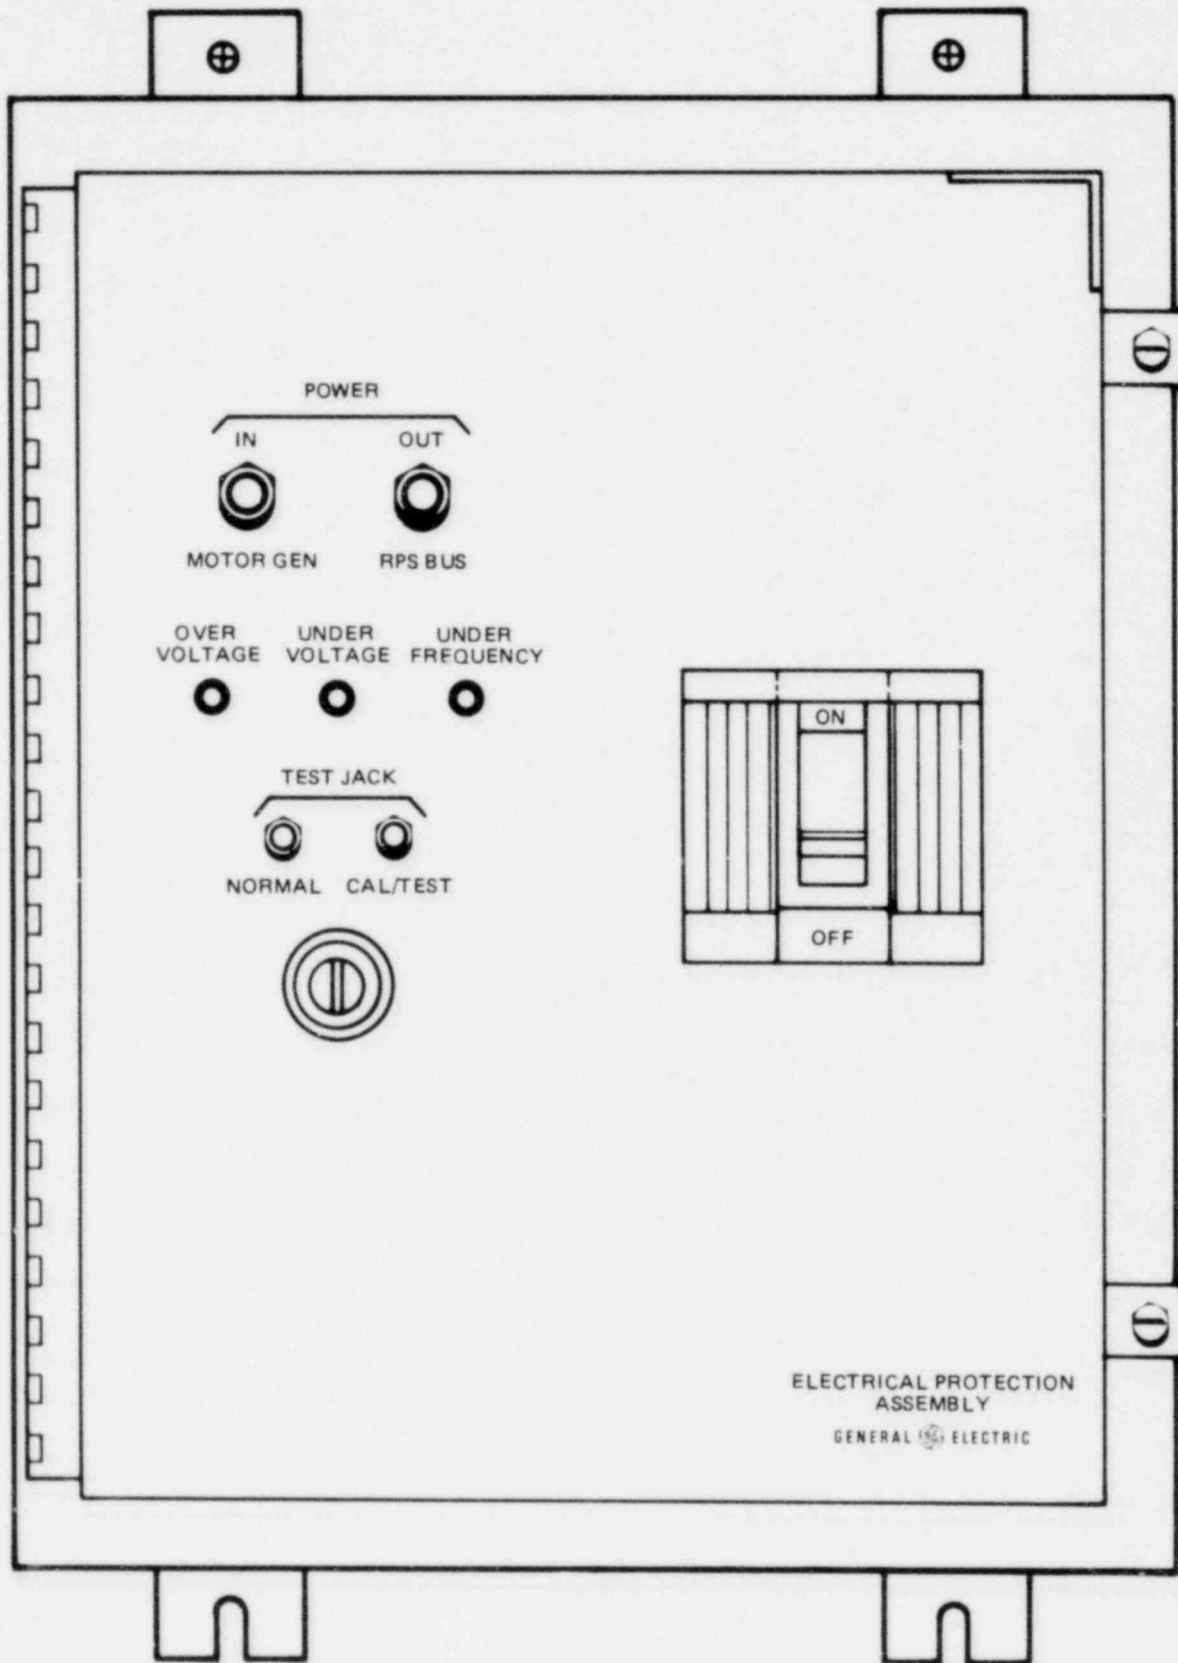 POWER
IN OUT
MOTOR GEN RPS BUS
OVER VOLTAGE
UNDER VOLTAGE
UNDER FREQUENCY
TEST JACK
NORMAL CAL/TEST
ON
OFF
ELECTRICAL PROTECTION
ASSEMBLY
GENERAL ELECTRIC